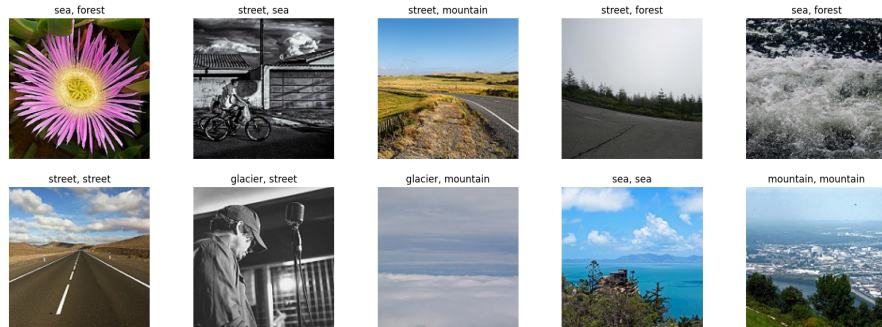 sea, forest
street, sea
street, mountain
street, forest
sea, forest
street, street
glacier, street
glacier, mountain
sea, sea
mountain, mountain